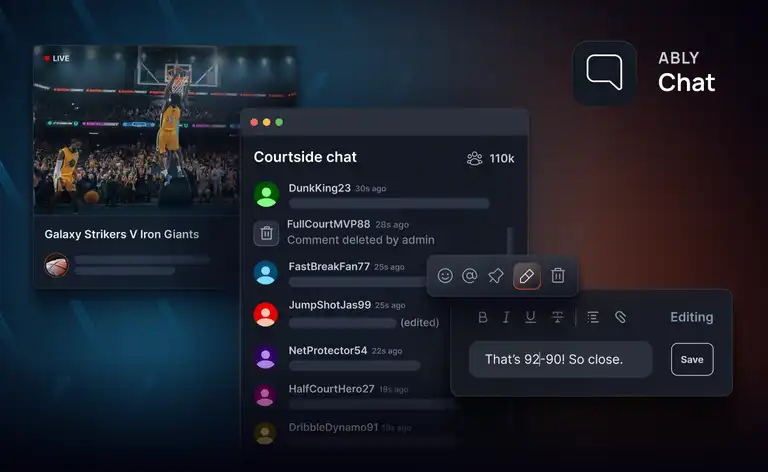 LIVE
Galaxy Strikers V Iron Giants
ABLY
Chat
Courtside chat
110k
DunkKing23 30s ago
FullCourtMVP88 28s ago
Comment deleted by admin
FastBreakFan77 25s ago
JumpShotJas99 25s ago
(edited)
NetProtector54 22s ago
HalfCourtHero27 19s ago
DribbleDynamo91 19s ago
B I U T
Editing
That's 92-90! So close.
Save